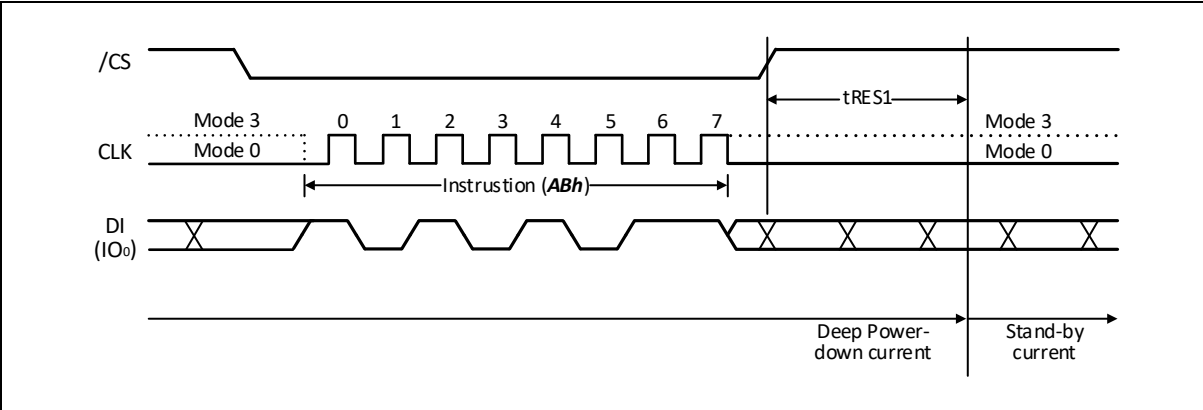 /CS
tRES1
Mode 3 0 1 2 3 4 5 6 7 Mode 3
CLK Mode 0 Mode 0
Instrustion (ABh)
DI
(IO0)
Deep Power-
down current
Stand-by
current